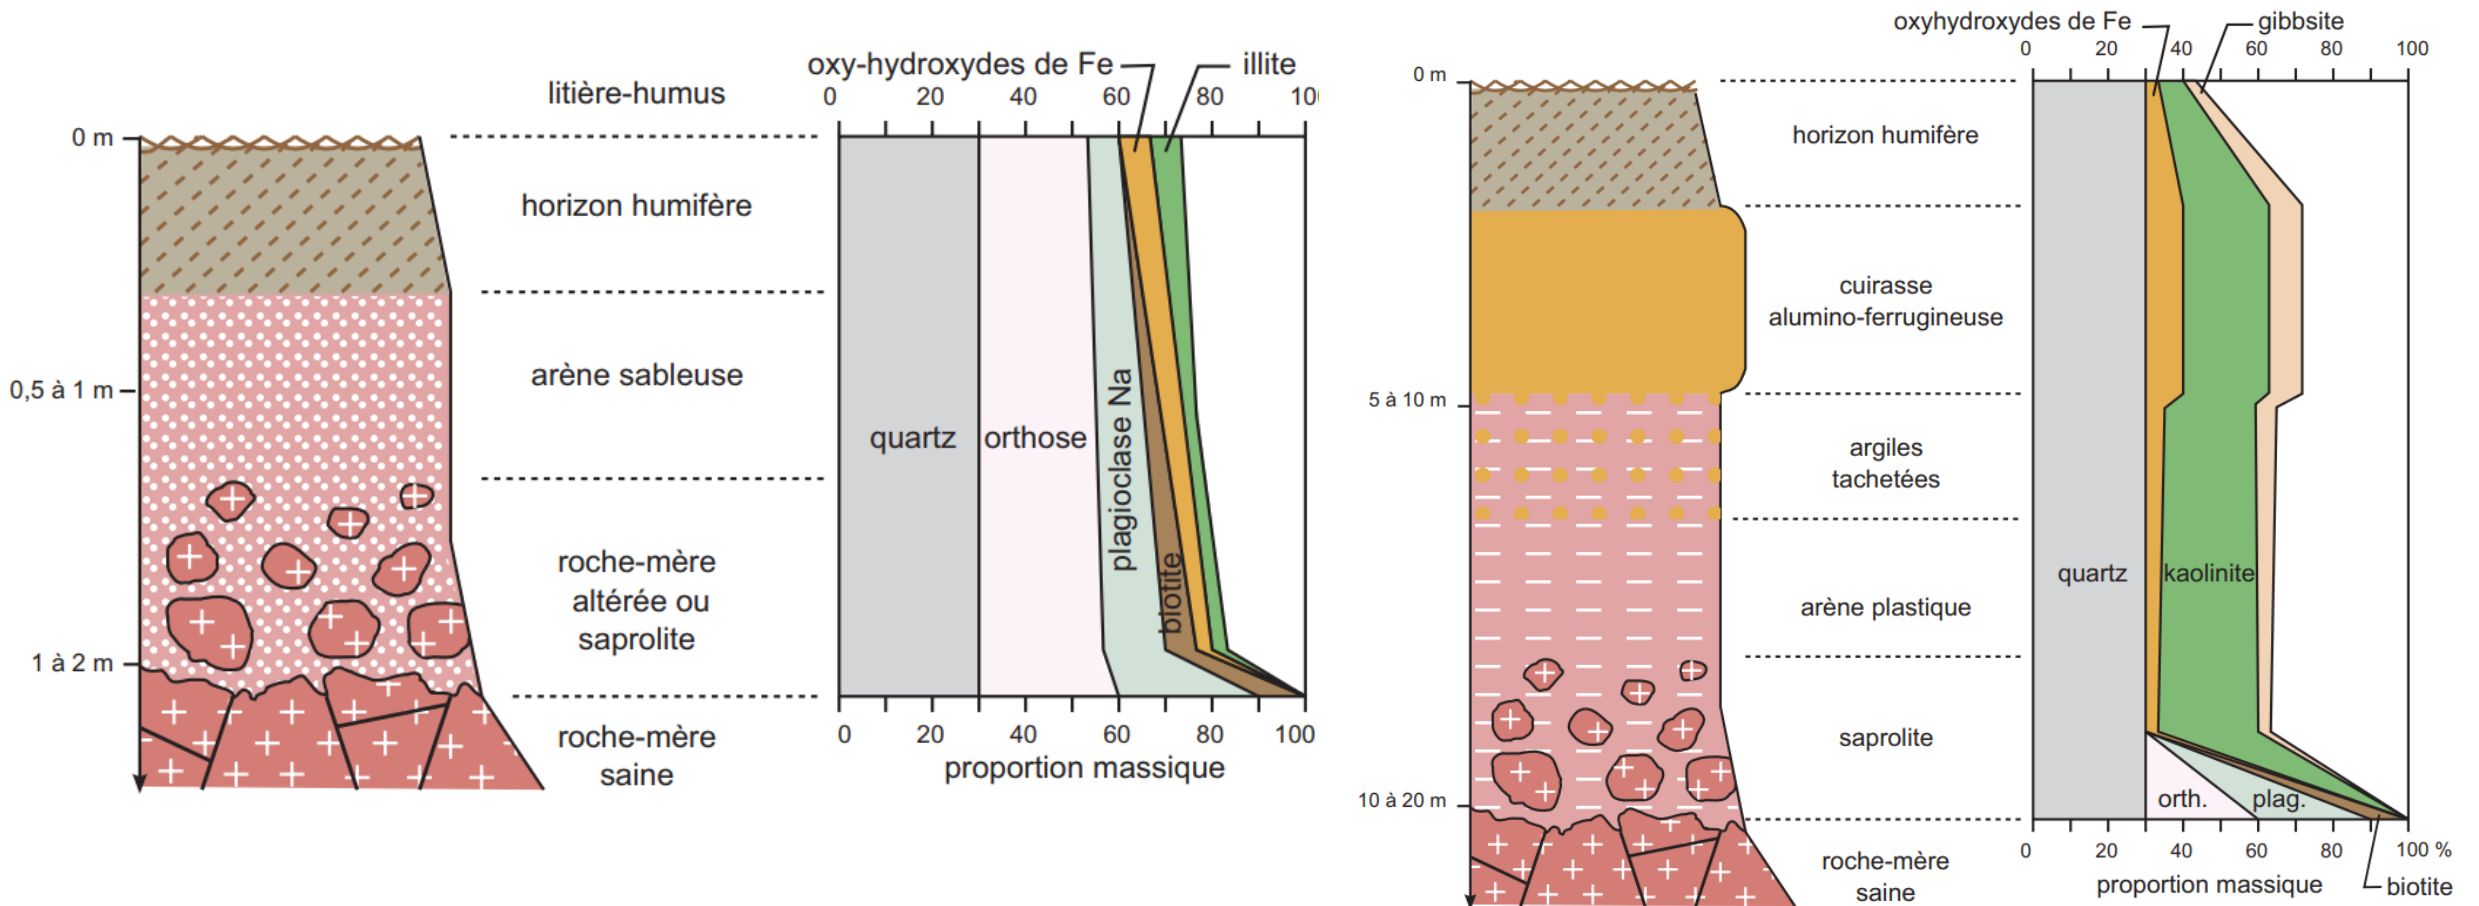 oxy-hydroxydes de Fe
illite
litière-humus
0 20 40 60 80
0 m
horizon humifère
arène sableuse
0,5 à 1 m
quartz
orthose
plagioclase Na
biotite
roche-mère
altérée ou
saprolite
1 à 2 m
roche-mère
saine
0 20 40 60 80 100
proportion massique
oxyhydroxydes de Fe
gibbsite
0 20 40 60 80 100
0 m
horizon humifère
cuirasse
alumino-ferrugineuse
5 à 10 m
argiles
tachetées
quartz
kaolinite
arène plastique
saprolite
10 à 20 m
orth.
plag.
roche-mère
saine
0 20 40 60 80 100 %
proportion massique
biotite